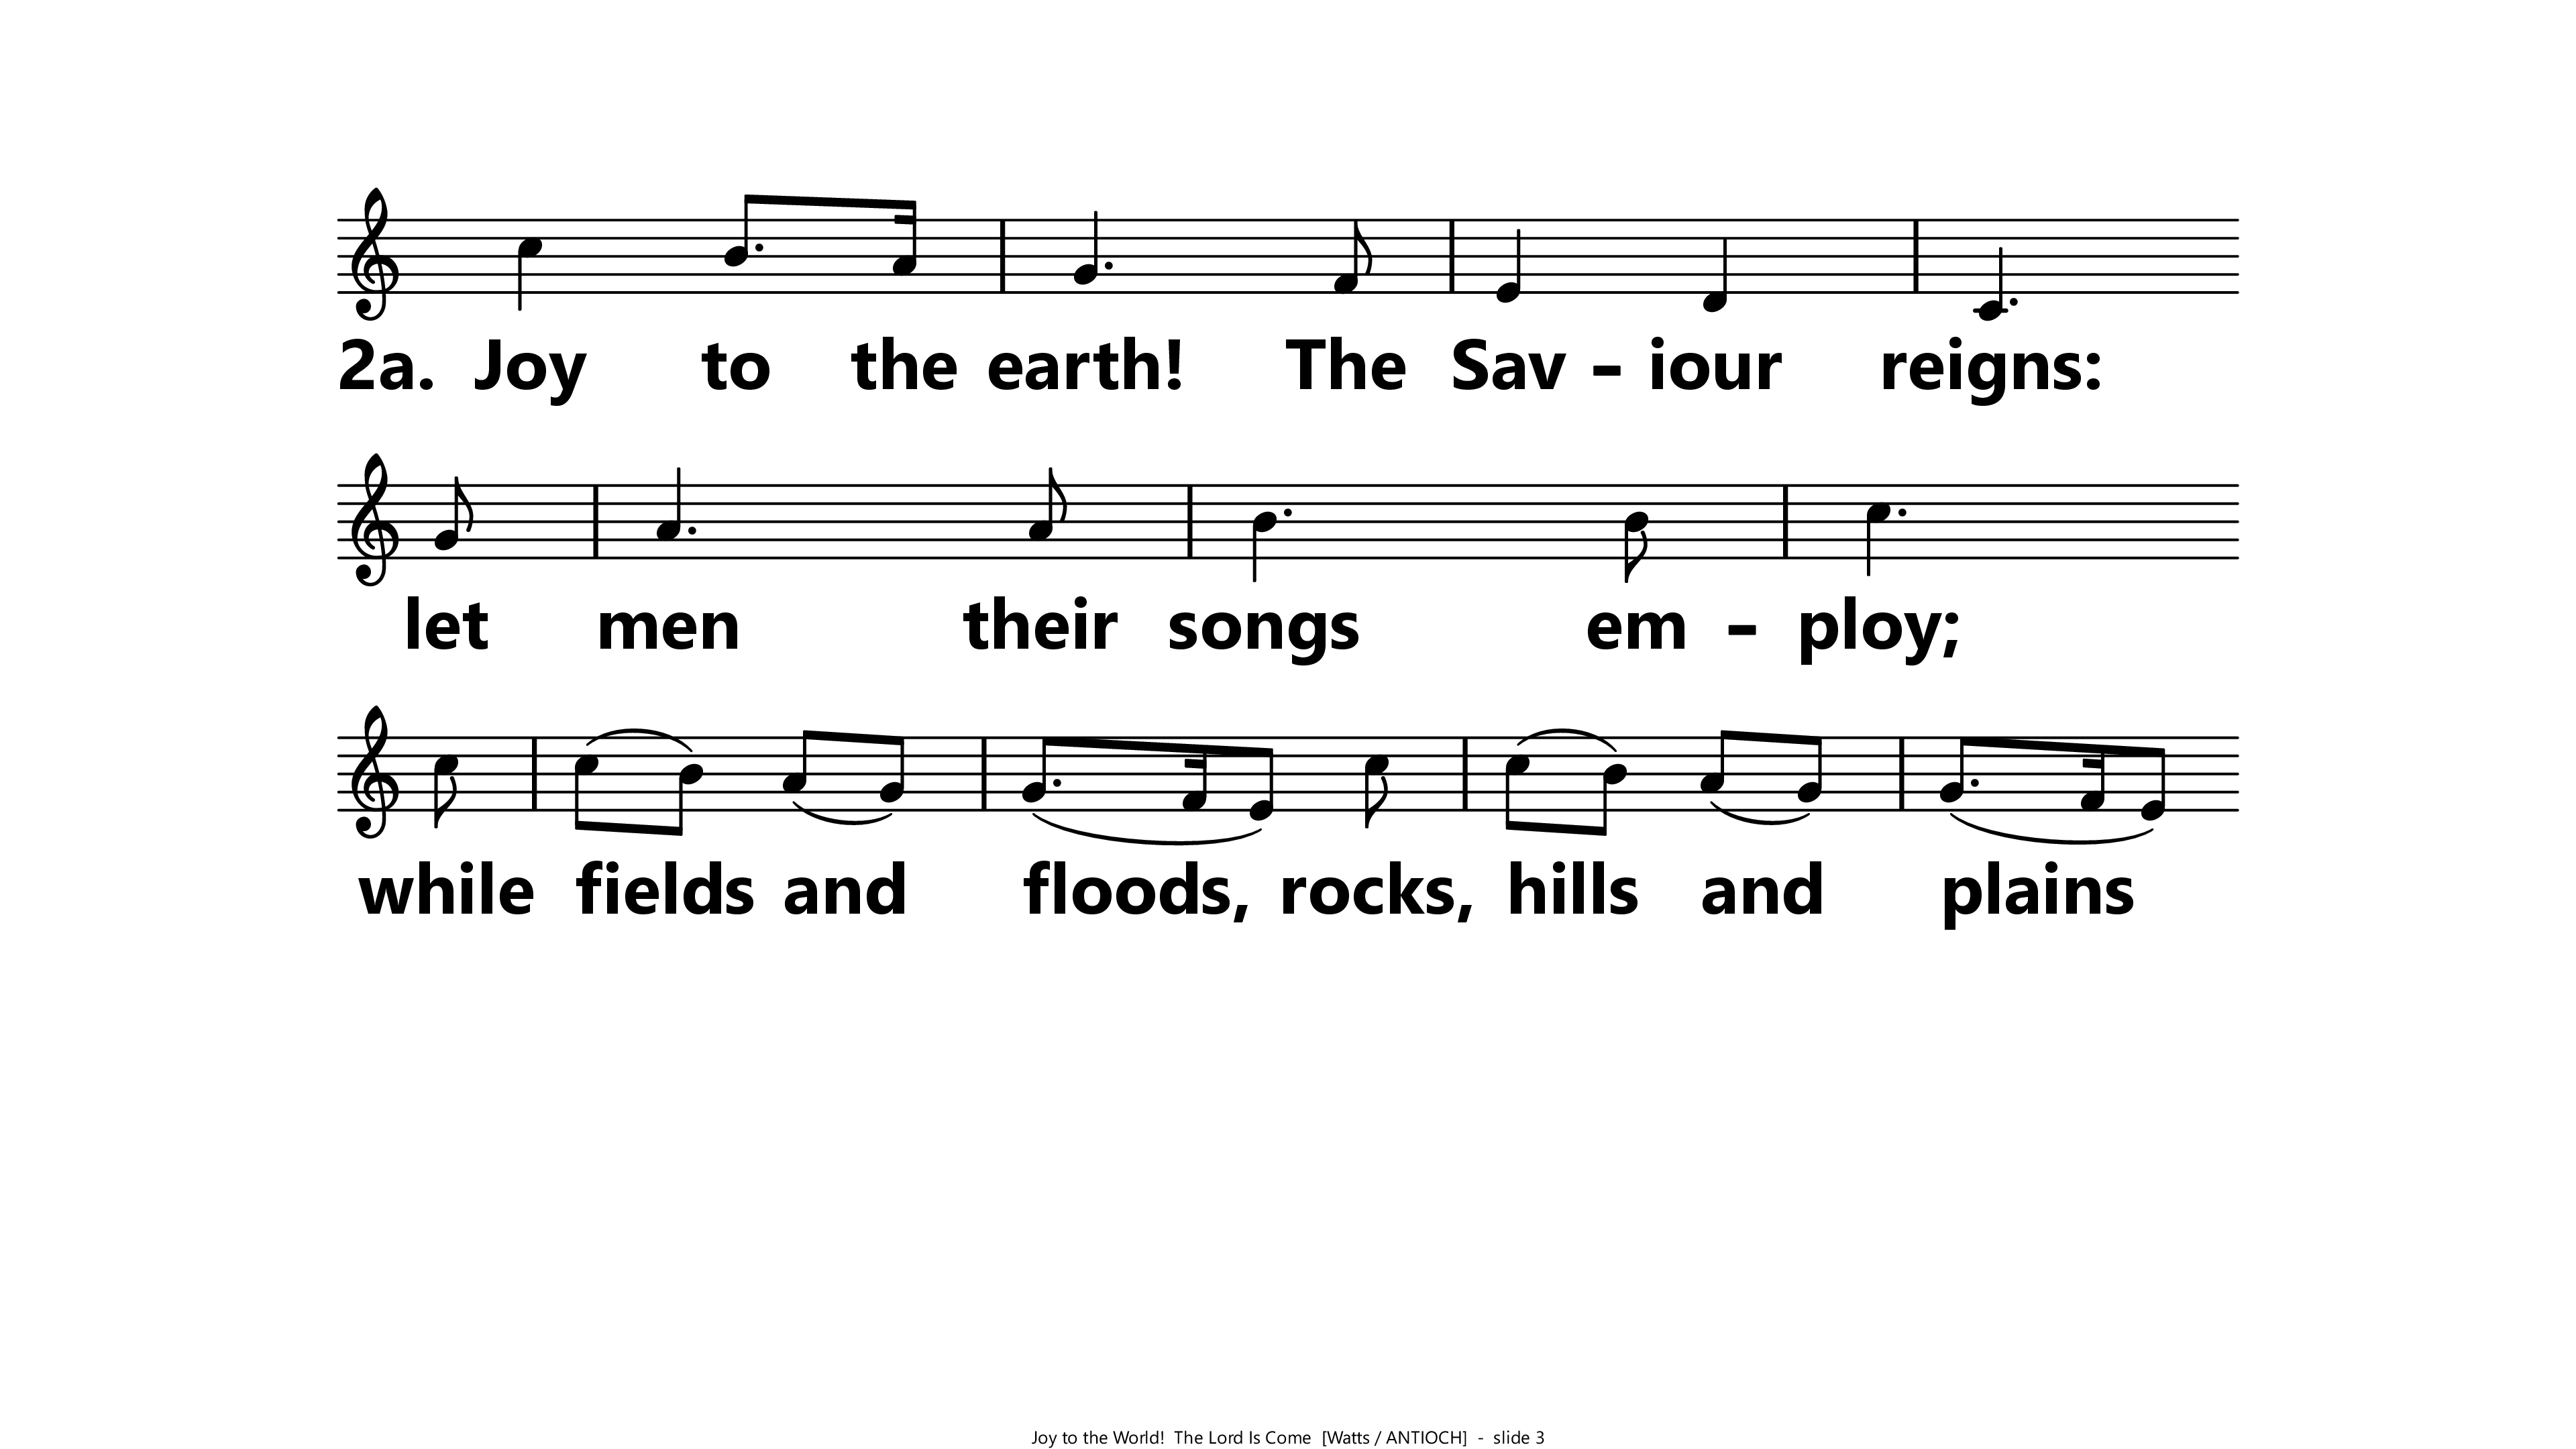 2a. Joy to the earth! The Sav - iour reigns:
let men their songs em - ploy;
while fields and floods, rocks, hills and plains
Joy to the World! The Lord Is Come [Watts / ANTIOCH] - slide 3